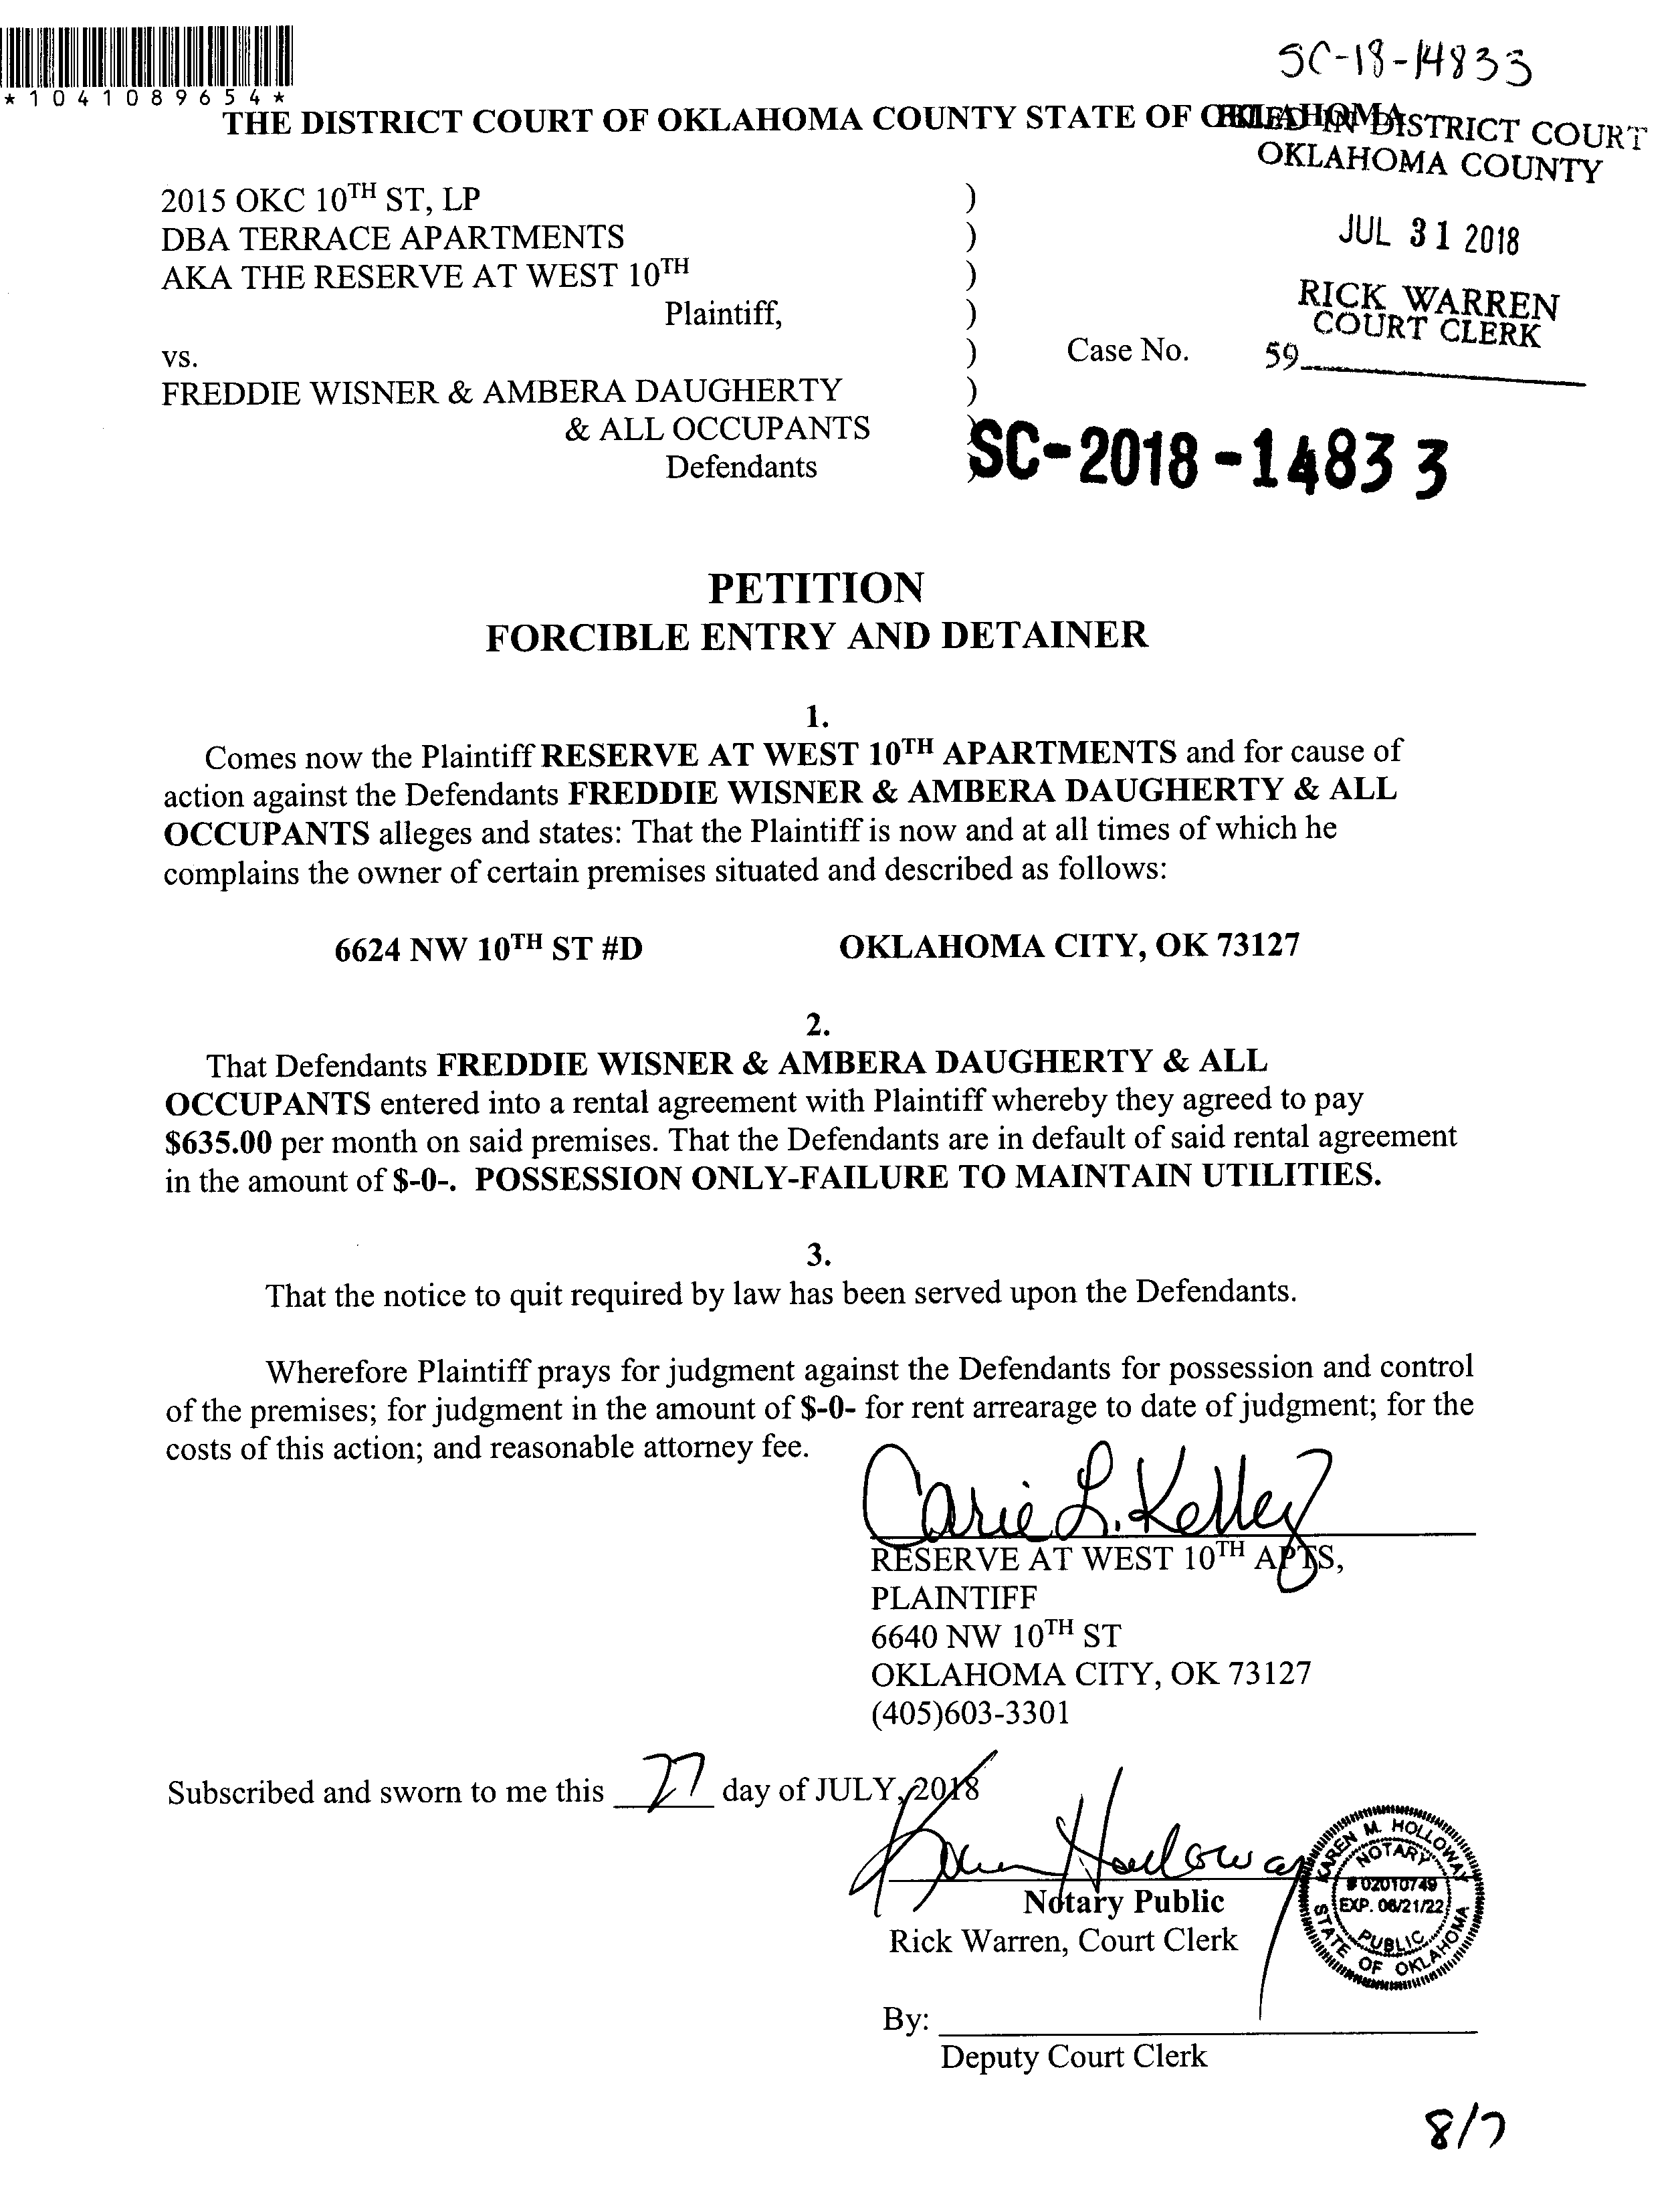 *1041089654*
SC-18-14833
THE DISTRICT COURT OF OKLAHOMA COUNTY STATE OF OKLAHOMA
FILED IN DISTRICT COURT
OKLAHOMA COUNTY
JUL 31 2018
RICK WARREN
COURT CLERK
59
2015 OKC 10TH ST, LP )
DBA TERRACE APARTMENTS )
AKA THE RESERVE AT WEST 10TH )
Plaintiff, )
vs. ) Case No.
FREDDIE WISNER & AMBERA DAUGHERTY )
& ALL OCCUPANTS )
Defendants )
SC-2018-14833
PETITION
FORCIBLE ENTRY AND DETAINER
1.
Comes now the Plaintiff RESERVE AT WEST 10TH APARTMENTS and for cause of
action against the Defendants FREDDIE WISNER & AMBERA DAUGHERTY & ALL
OCCUPANTS alleges and states: That the Plaintiff is now and at all times of which he
complains the owner of certain premises situated and described as follows:
6624 NW 10TH ST #D OKLAHOMA CITY, OK 73127
2.
That Defendants FREDDIE WISNER & AMBERA DAUGHERTY & ALL
OCCUPANTS entered into a rental agreement with Plaintiff whereby they agreed to pay
$635.00 per month on said premises. That the Defendants are in default of said rental agreement
in the amount of $-0-. POSSESSION ONLY-FAILURE TO MAINTAIN UTILITIES.
3.
That the notice to quit required by law has been served upon the Defendants.
Wherefore Plaintiff prays for judgment against the Defendants for possession and control
of the premises; for judgment in the amount of $-0- for rent arrearage to date of judgment; for the
costs of this action; and reasonable attorney fee.
Carie L. Kelley
RESERVE AT WEST 10TH APTS,
PLAINTIFF
6640 NW 10TH ST
OKLAHOMA CITY, OK 73127
(405)603-3301
Subscribed and sworn to me this 27 day of JULY, 2018
Karen Holloway
Notary Public
Rick Warren, Court Clerk
KAREN M. HOLLOWAY
NOTARY
# 02010749
EXP. 06/21/22
PUBLIC
STATE OF OKLAHOMA
By:
Deputy Court Clerk
8/7